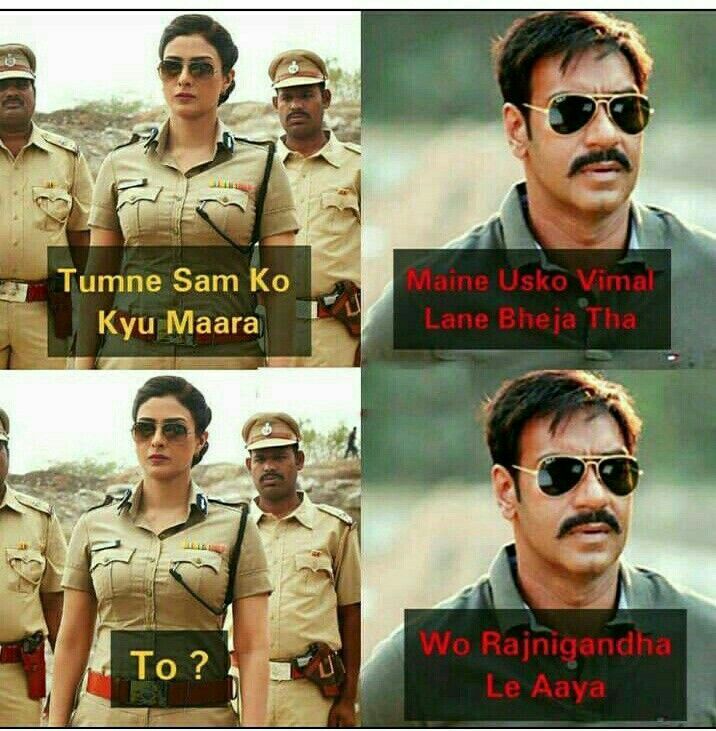 Tumne Sam Ko
Kyu Maara
Maine Usko Vimal
Lane Bheja Tha
To ?
Wo Rajnigandha
Le Aaya